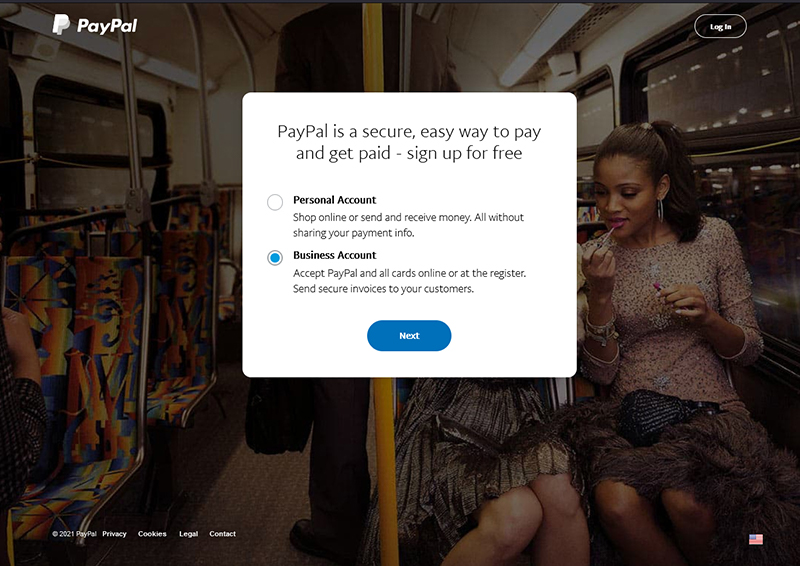 PayPal
Log In
PayPal is a secure, easy way to pay
and get paid - sign up for free
Personal Account
Shop online or send and receive money. All without
sharing your payment info.
Business Account
Accept PayPal and all cards online or at the register.
Send secure invoices to your customers.
Next
© 2021 PayPal Privacy Cookies Legal Contact